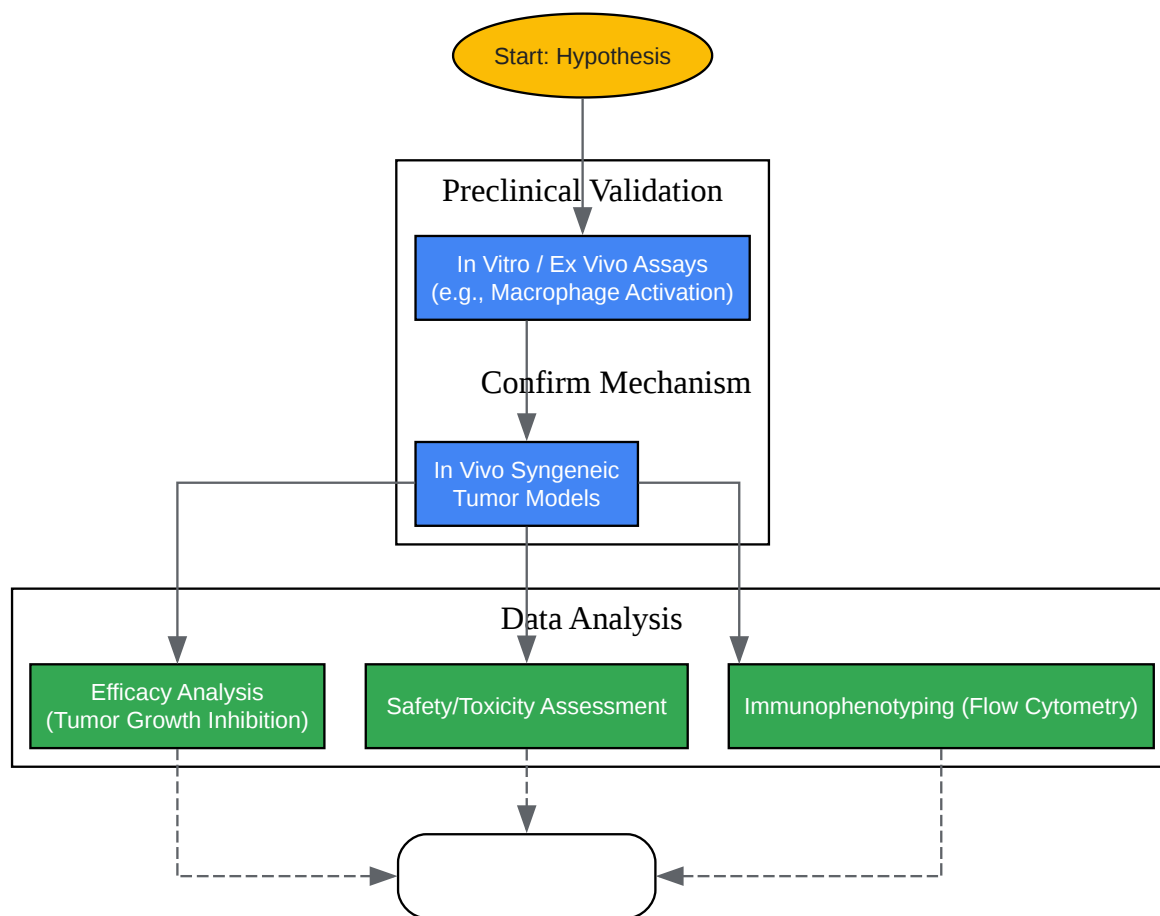 Start: Hypothesis
Preclinical Validation
In Vitro / Ex Vivo Assays
(e.g., Macrophage Activation)
Confirm Mechanism
In Vivo Syngeneic
Tumor Models
Data Analysis
Efficacy Analysis
(Tumor Growth Inhibition)
Safety/Toxicity Assessment
Immunophenotyping (Flow Cytometry)